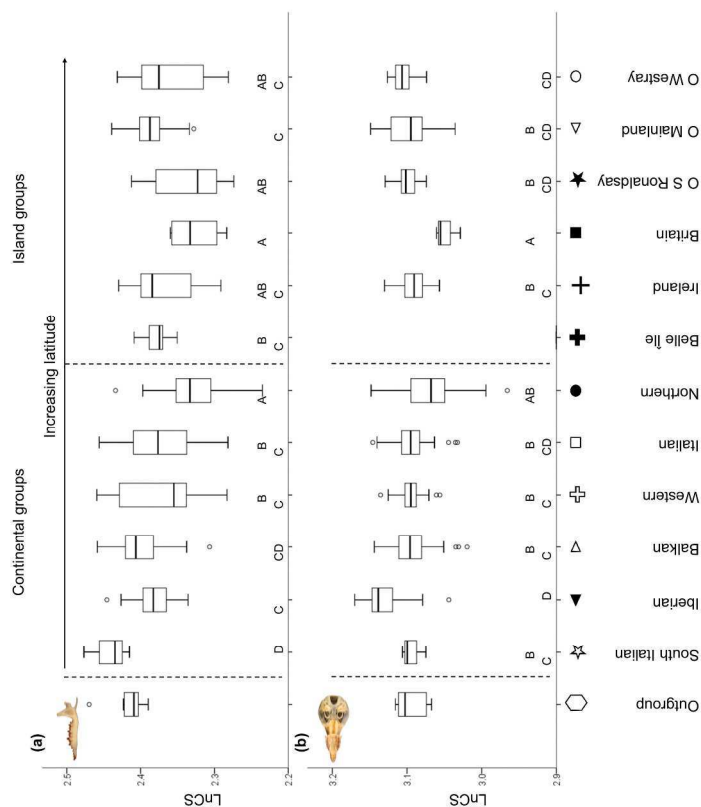 Continental groups
Island groups
Increasing latitude
(a)
LnCS
2.5
2.4
2.3
2.2
D
C
CD
B
C
B
C
A
B
C
AB
C
A
AB
C
AB
C
(b)
LnCS
3.2
3.1
3.0
2.9
B
C
D
B
C
B
C
B
CD
AB
B
C
A
B
CD
B
CD
CD
Outgroup
South Italian
Iberian
Balkan
Western
Italian
Northern
Belle Île
Ireland
Britain
O S Ronaldsay
O Mainland
O Westray